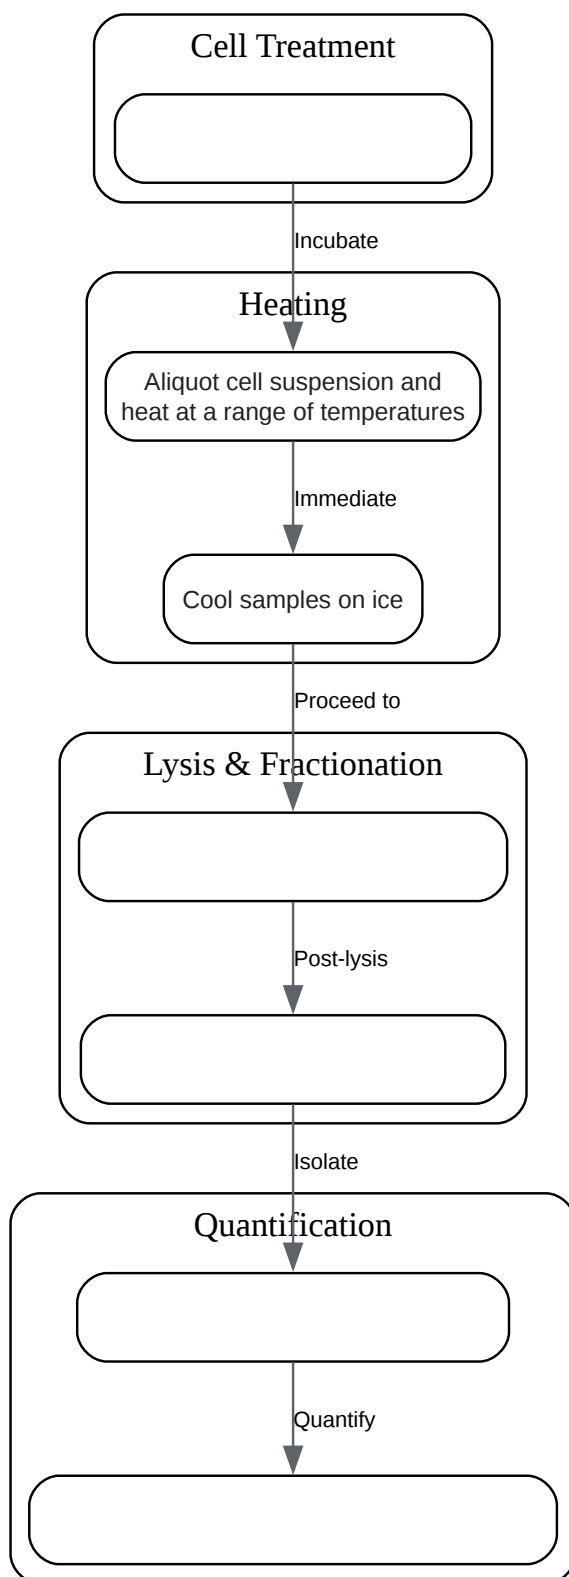 Cell Treatment
Incubate
Heating
Aliquot cell suspension and
heat at a range of temperatures
Immediate
Cool samples on ice
Proceed to
Lysis & Fractionation
Post-lysis
Isolate
Quantification
Quantify